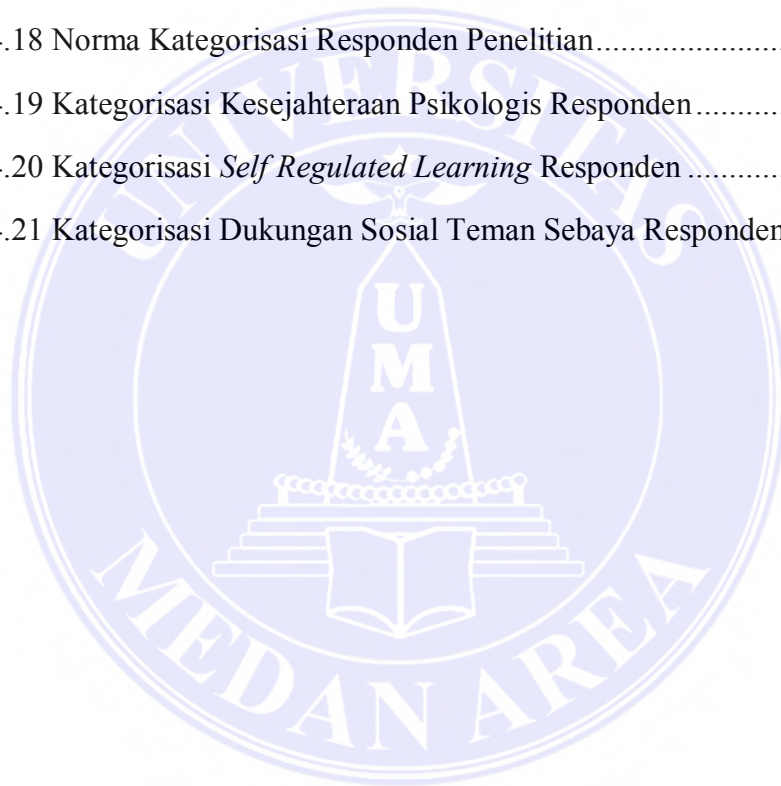 .18 Norma Kategorisasi Responden Penelitian........................
.19 Kategorisasi Kesejahteraan Psikologis Responden...........
.20 Kategorisasi Self Regulated Learning Responden ............
.21 Kategorisasi Dukungan Sosial Teman Sebaya Responden
UNIVERSITAS
U
M
A
MEDAN AREA